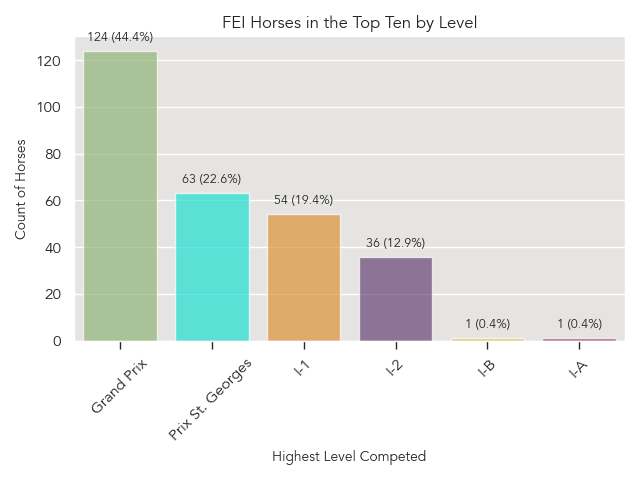 FEI Horses in the Top Ten by Level
124 (44.4%)
63 (22.6%)
54 (19.4%)
36 (12.9%)
1 (0.4%)
1 (0.4%)
120
100
80
60
40
20
0
Count of Horses
Grand Prix
Prix St. Georges
I-1
I-2
I-B
I-A
Highest Level Competed